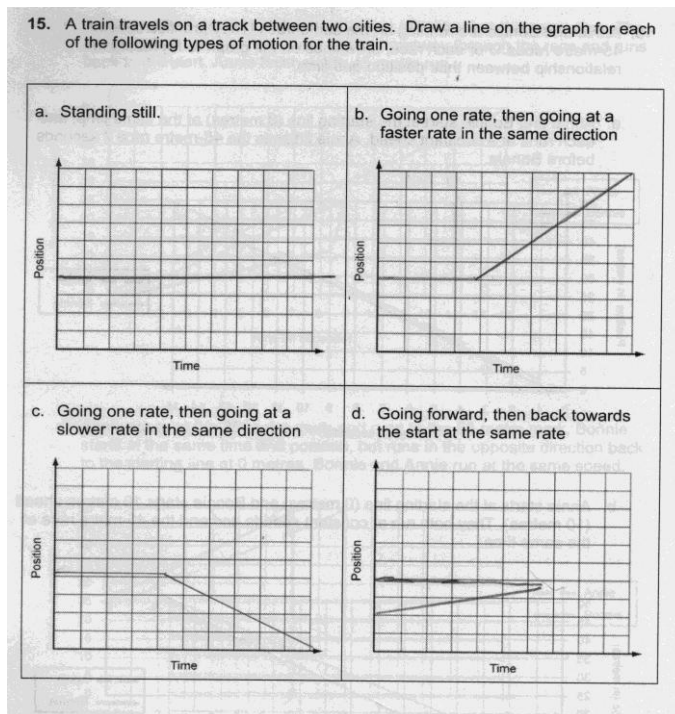 15. A train travels on a track between two cities. Draw a line on the graph for each
of the following types of motion for the train.
a. Standing still.
b. Going one rate, then going at a
faster rate in the same direction
Position
Time
Position
Time
c. Going one rate, then going at a
slower rate in the same direction
d. Going forward, then back towards
the start at the same rate
Position
Time
Position
Time